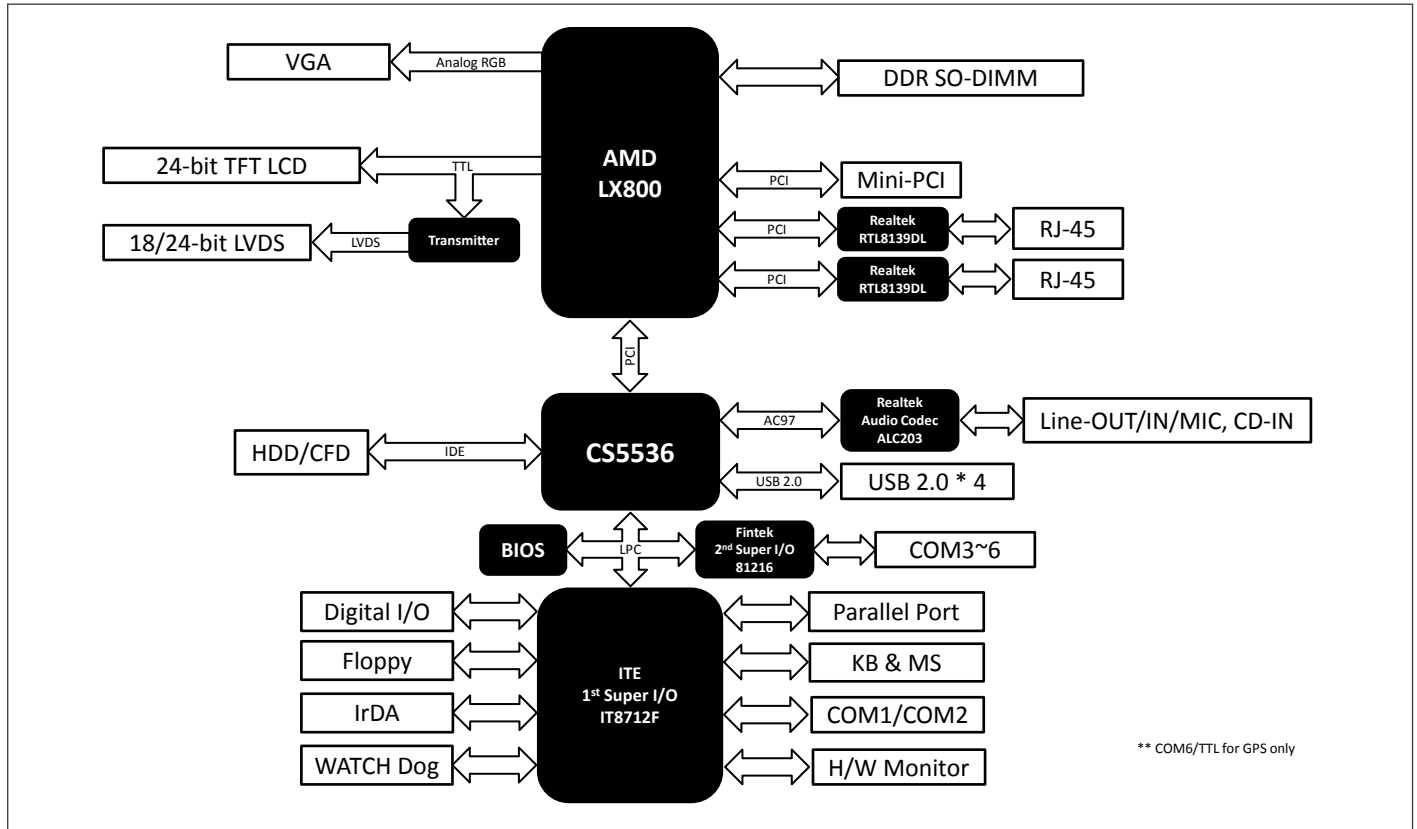 VGA
Analog RGB
DDR SO-DIMM
24-bit TFT LCD
TTL
AMD
LX800
PCI
Mini-PCI
18/24-bit LVDS
LVDS
Transmitter
PCI
Realtek
RTL8139DL
RJ-45
PCI
Realtek
RTL8139DL
RJ-45
PCI
HDD/CFD
IDE
CS5536
AC97
Realtek
Audio Codec
ALC203
Line-OUT/IN/MIC, CD-IN
USB 2.0
USB 2.0 * 4
BIOS
LPC
Fintek
2nd Super I/O
81216
COM3~6
Digital I/O
Floppy
IrDA
WATCH Dog
ITE
1st Super I/O
IT8712F
Parallel Port
KB & MS
COM1/COM2
H/W Monitor
** COM6/TTL for GPS only